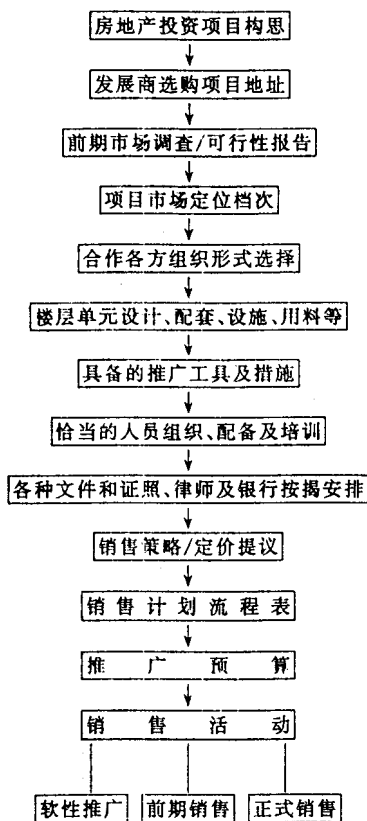 房地产投资项目构思
发展商选购项目地址
前期市场调查/可行性报告
项目市场定位档次
合作各方组织形式选择
楼层单元设计、配套、设施、用料等
具备的推广工具及措施
恰当的人员组织、配备及培训
各种文件和证照、律师及银行按揭安排
销售策略/定价提议
销售计划流程表
推广预算
销售活动
软性推广 前期销售 正式销售